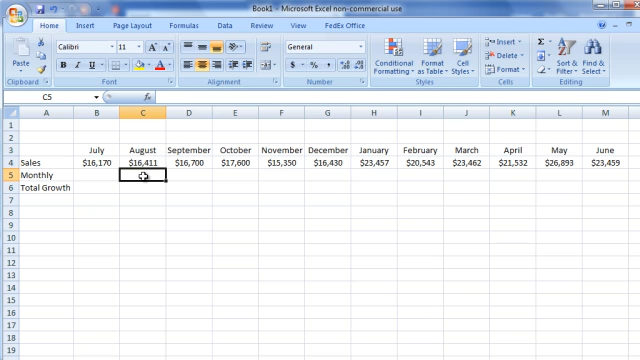 Book1 - Microsoft Excel non-commercial use
Home Insert Page Layout Formulas Data Review View FedEx Office
Paste
Calibri 11 A A
B I U A
General
$ % ,
Conditional Formatting
Format as Table
Cell Styles
Insert
Delete
Format
Σ
Sort & Filter
Find & Select
Clipboard Font Alignment Number Styles Cells Editing
C5 fx
A B C D E F G H I J K L M
1
2
3 July August September October November December January February March April May June
4 Sales $16,170 $16,411 $16,700 $17,600 $15,350 $16,430 $23,457 $20,543 $23,462 $21,532 $26,893 $23,459
5 Monthly
6 Total Growth
7
8
9
10
11
12
13
14
15
16
17
18
19